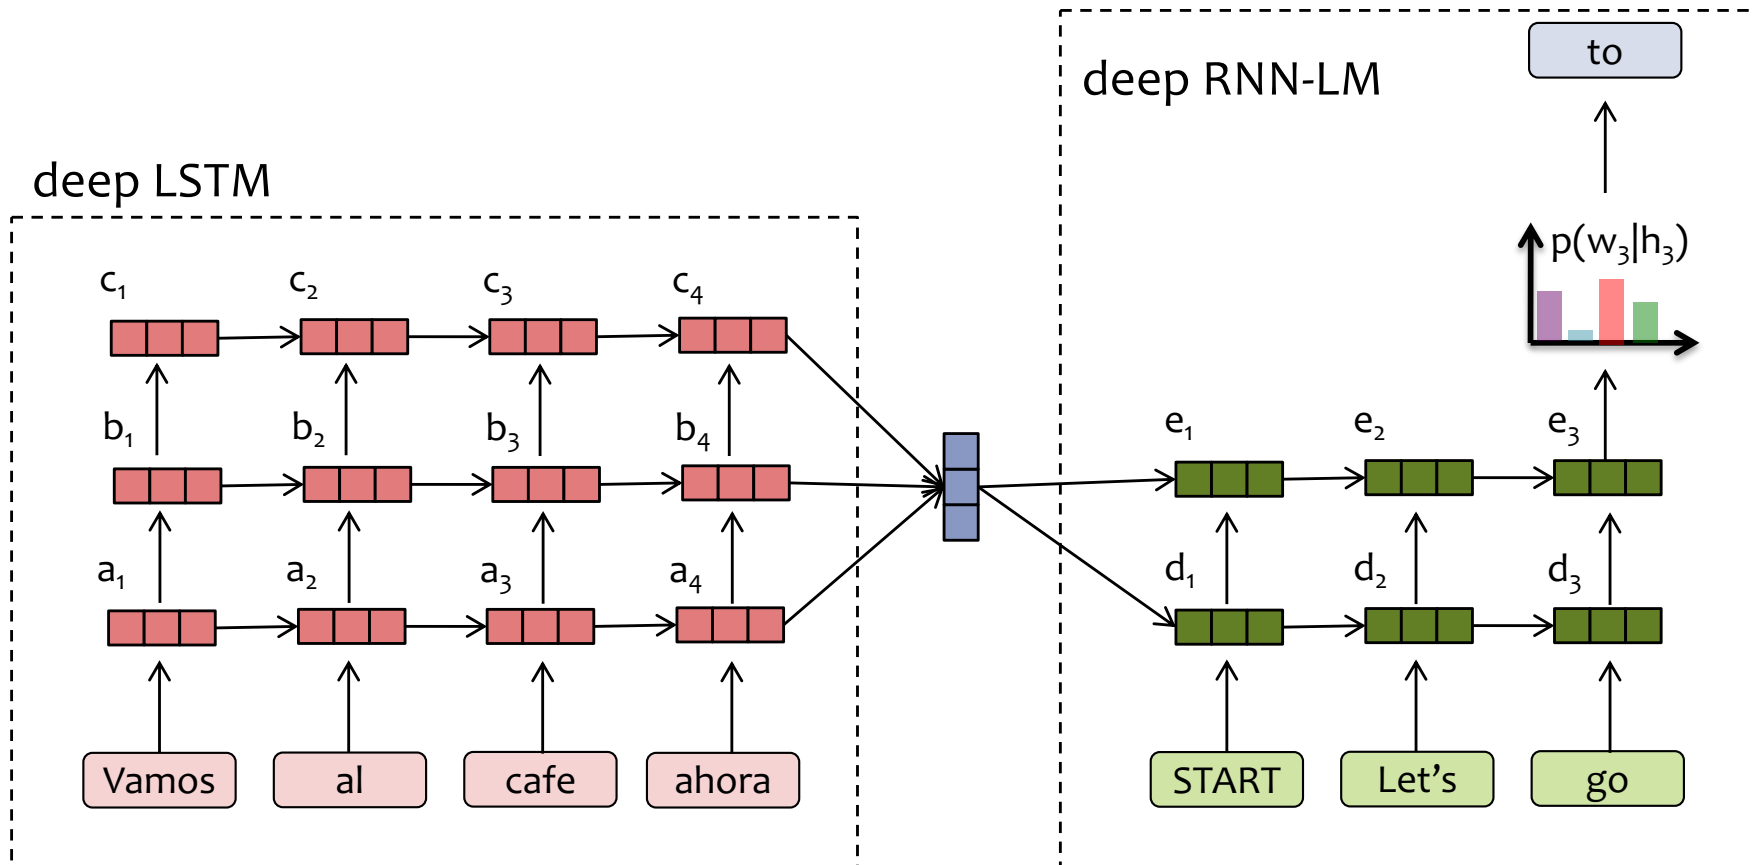 deep RNN-LM
to
deep LSTM
p(w₃|h₃)
c₁ c₂ c₃ c₄
b₁ b₂ b₃ b₄
e₁ e₂ e₃
a₁ a₂ a₃ a₄
d₁ d₂ d₃
Vamos al cafe ahora
START Let's go